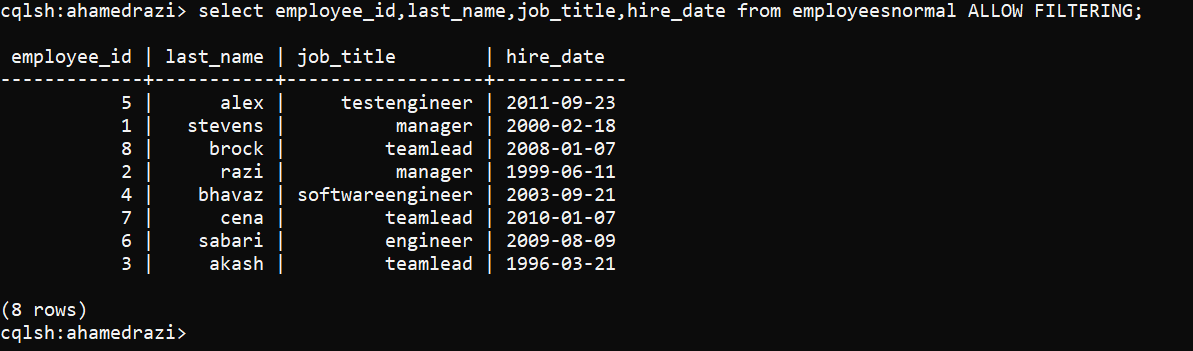 cqlsh:ahamedrazi> select employee_id,last_name,job_title,hire_date from employeesnormal ALLOW FILTERING;
 employee_id | last_name | job_title        | hire_date
-------------+-----------+------------------+------------
           5 |      alex |     testengineer | 2011-09-23
           1 |   stevens |          manager | 2000-02-18
           8 |     brock |         teamlead | 2008-01-07
           2 |      razi |          manager | 1999-06-11
           4 |    bhavaz | softwareengineer | 2003-09-21
           7 |      cena |         teamlead | 2010-01-07
           6 |    sabari |         engineer | 2009-08-09
           3 |     akash |         teamlead | 1996-03-21
(8 rows)
cqlsh:ahamedrazi>